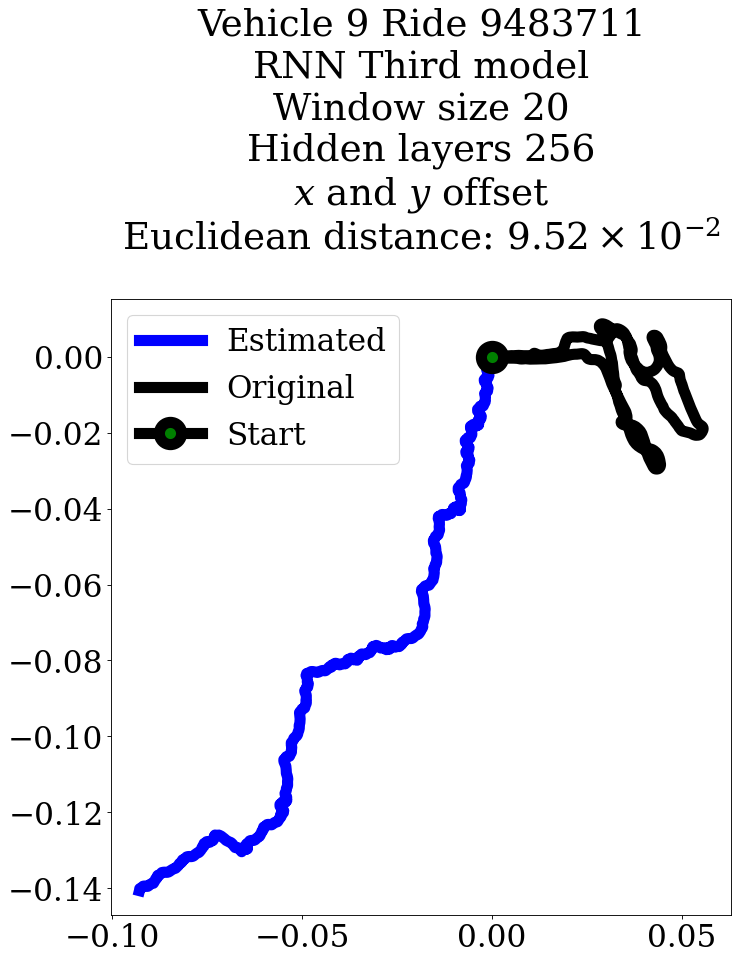 Vehicle 9 Ride 9483711
RNN Third model
Window size 20
Hidden layers 256
x and y offset
Euclidean distance: 9.52 × 10⁻²
Estimated
Original
Start
0.00
−0.02
−0.04
−0.06
−0.08
−0.10
−0.12
−0.14
−0.10 −0.05 0.00 0.05